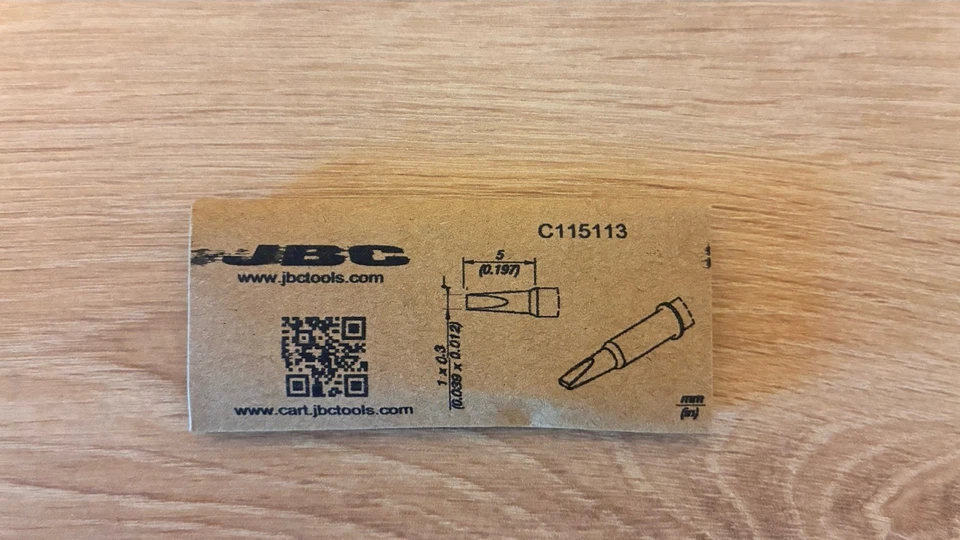 JBC
www.jbctools.com
www.cart.jbctools.com
C115113
5
(0.197)
1 x 0.3
(0.039 x 0.012)
mm
(in)